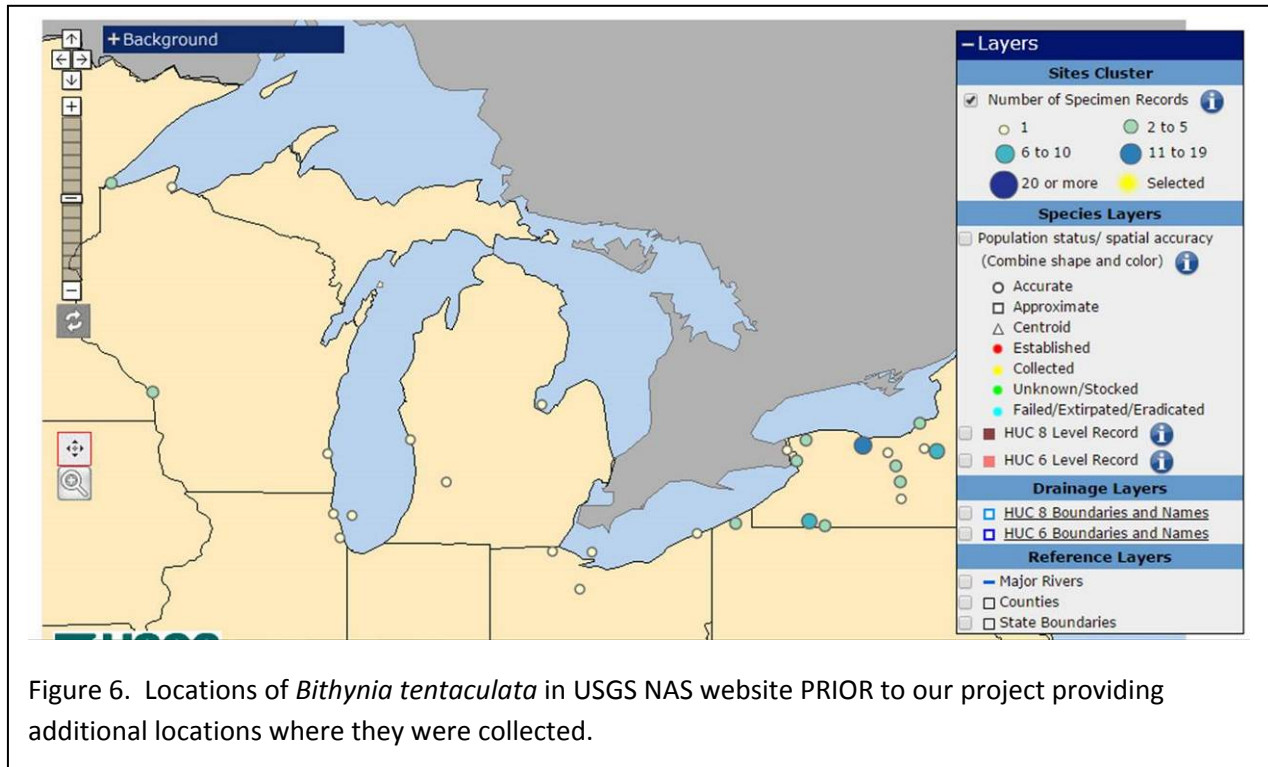 +Background
– Layers
Sites Cluster
Number of Specimen Records
1
2 to 5
6 to 10
11 to 19
20 or more
Selected
Species Layers
Population status/ spatial accuracy
(Combine shape and color)
Accurate
Approximate
Centroid
Established
Collected
Unknown/Stocked
Failed/Extirpated/Eradicated
HUC 8 Level Record
HUC 6 Level Record
Drainage Layers
HUC 8 Boundaries and Names
HUC 6 Boundaries and Names
Reference Layers
Major Rivers
Counties
State Boundaries
USGS
Figure 6. Locations of Bithynia tentaculata in USGS NAS website PRIOR to our project providing
additional locations where they were collected.